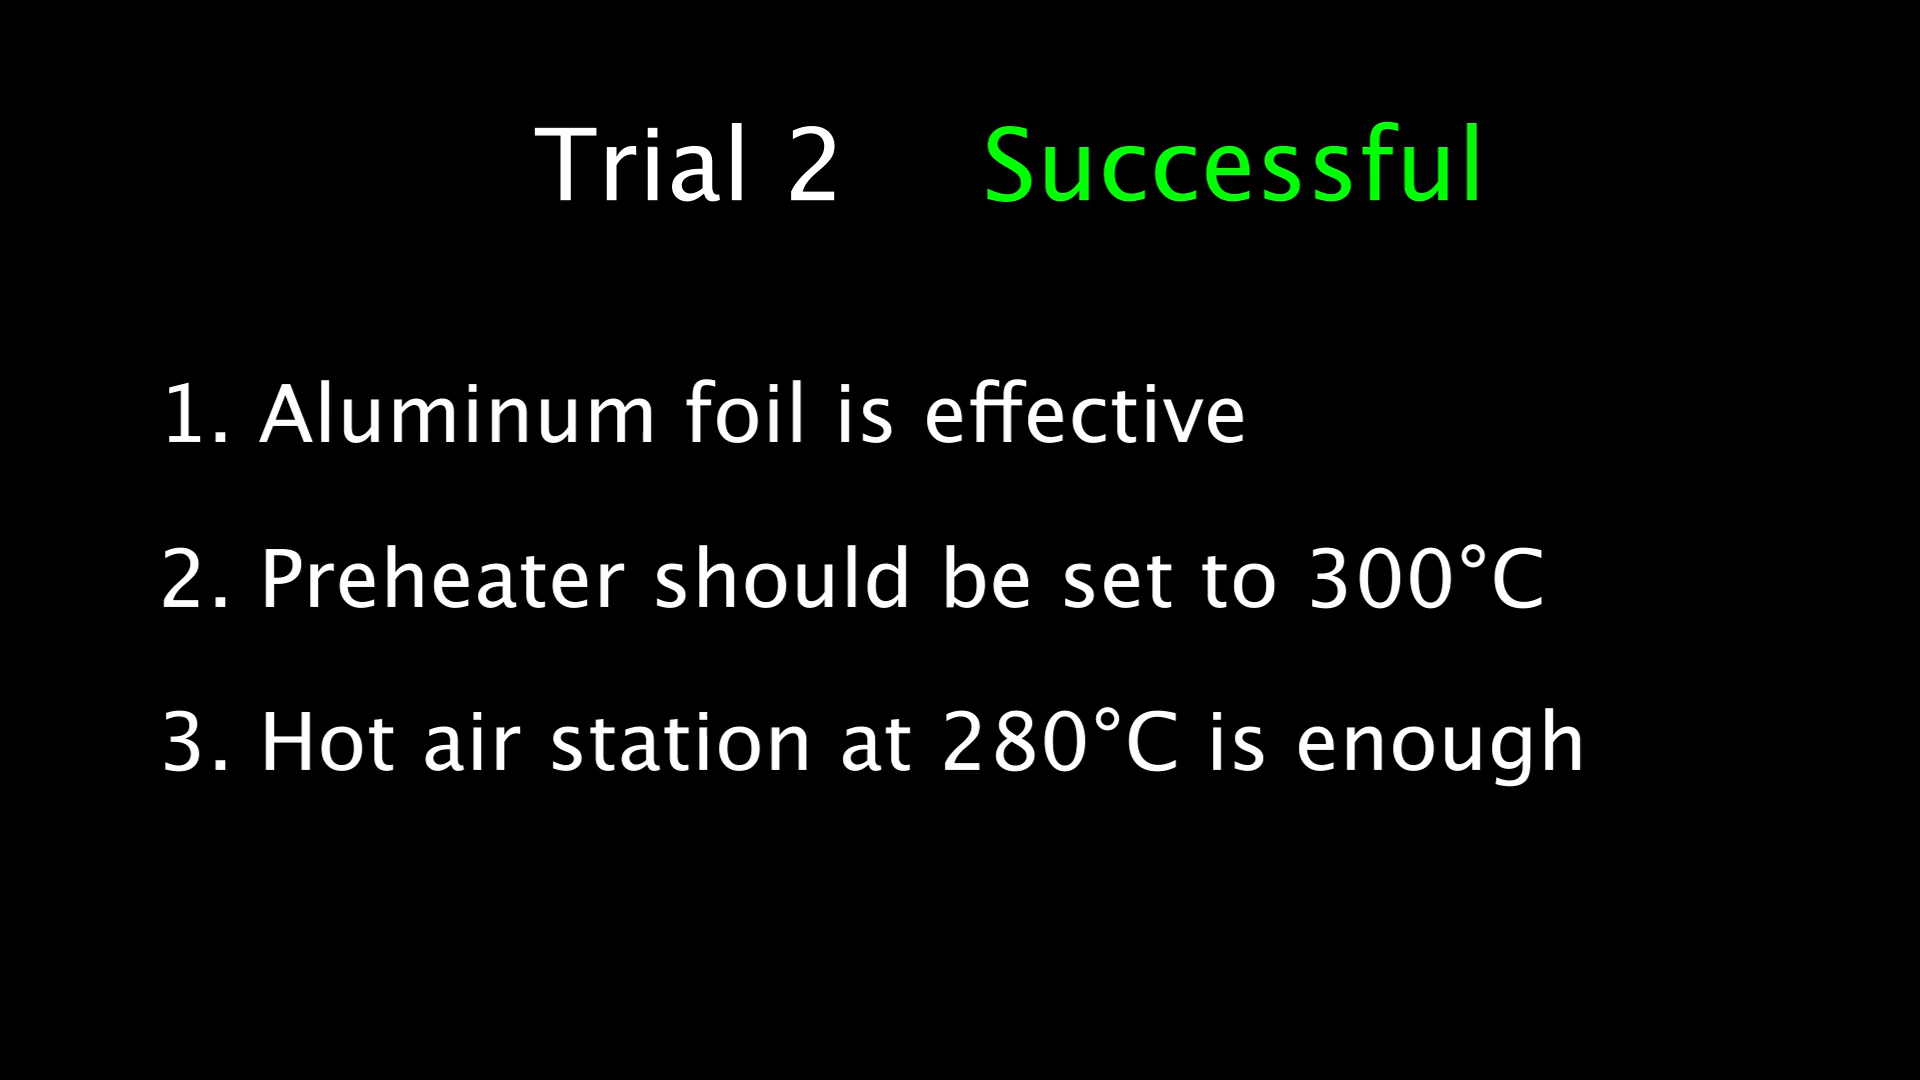 Trial 2 Successful
1. Aluminum foil is effective
2. Preheater should be set to 300°C
3. Hot air station at 280°C is enough